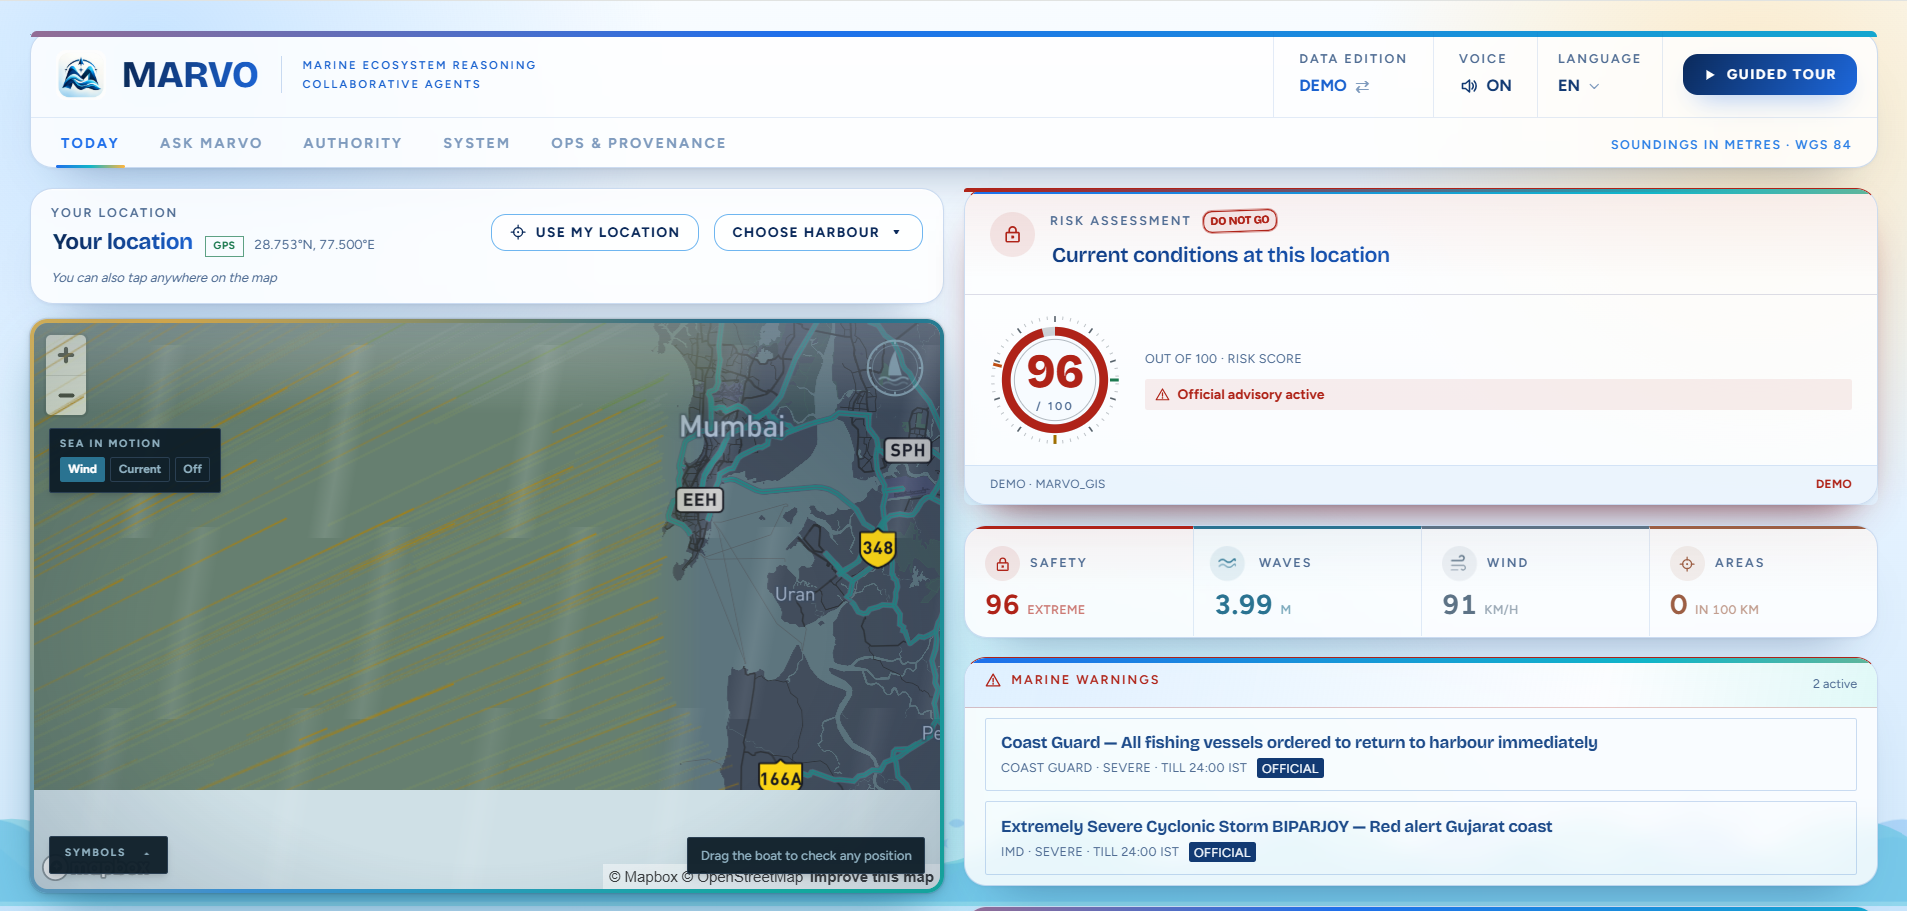 MARVO
MARINE ECOSYSTEM REASONING
COLLABORATIVE AGENTS
DATA EDITION
DEMO
VOICE
ON
LANGUAGE
EN
GUIDED TOUR
TODAY
ASK MARVO
AUTHORITY
SYSTEM
OPS & PROVENANCE
SOUNDINGS IN METRES · WGS 84
YOUR LOCATION
Your location GPS 28.753°N, 77.500°E
You can also tap anywhere on the map
USE MY LOCATION
CHOOSE HARBOUR
+
−
SEA IN MOTION
Wind Current Off
Mumbai
SPH
EEH
348
Uran
Pe
166A
SYMBOLS
Drag the boat to check any position
© Mapbox © OpenStreetMap Improve this map
RISK ASSESSMENT DO NOT GO
Current conditions at this location
96
/ 100
OUT OF 100 · RISK SCORE
Official advisory active
DEMO · MARVO_GIS
DEMO
SAFETY
96 EXTREME
WAVES
3.99 M
WIND
91 KM/H
AREAS
0 IN 100 KM
MARINE WARNINGS
2 active
Coast Guard — All fishing vessels ordered to return to harbour immediately
COAST GUARD · SEVERE · TILL 24:00 IST OFFICIAL
Extremely Severe Cyclonic Storm BIPARJOY — Red alert Gujarat coast
IMD · SEVERE · TILL 24:00 IST OFFICIAL